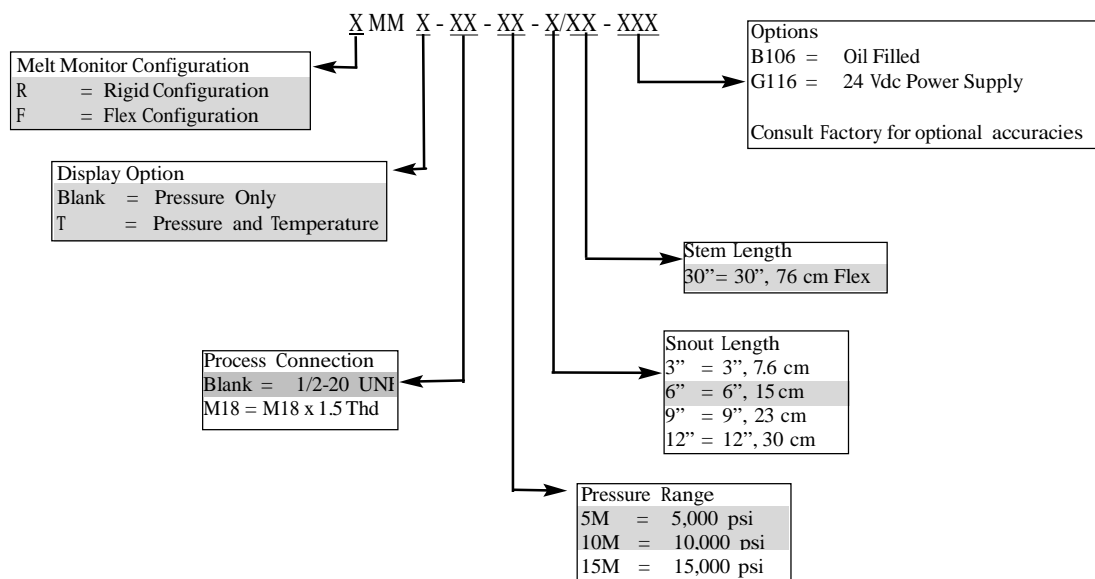 X MM X - XX - XX - X/XX - XXX
Options
B106 = Oil Filled
G116 = 24 Vdc Power Supply
Consult Factory for optional accuracies
Melt Monitor Configuration
R = Rigid Configuration
F = Flex Configuration
Display Option
Blank = Pressure Only
T = Pressure and Temperature
Stem Length
30”= 30”, 76 cm Flex
Process Connection
Blank = 1/2-20 UNF
M18 = M18 x 1.5 Thd
Snout Length
3” = 3”, 7.6 cm
6” = 6”, 15 cm
9” = 9”, 23 cm
12” = 12”, 30 cm
Pressure Range
5M = 5,000 psi
10M = 10,000 psi
15M = 15,000 psi